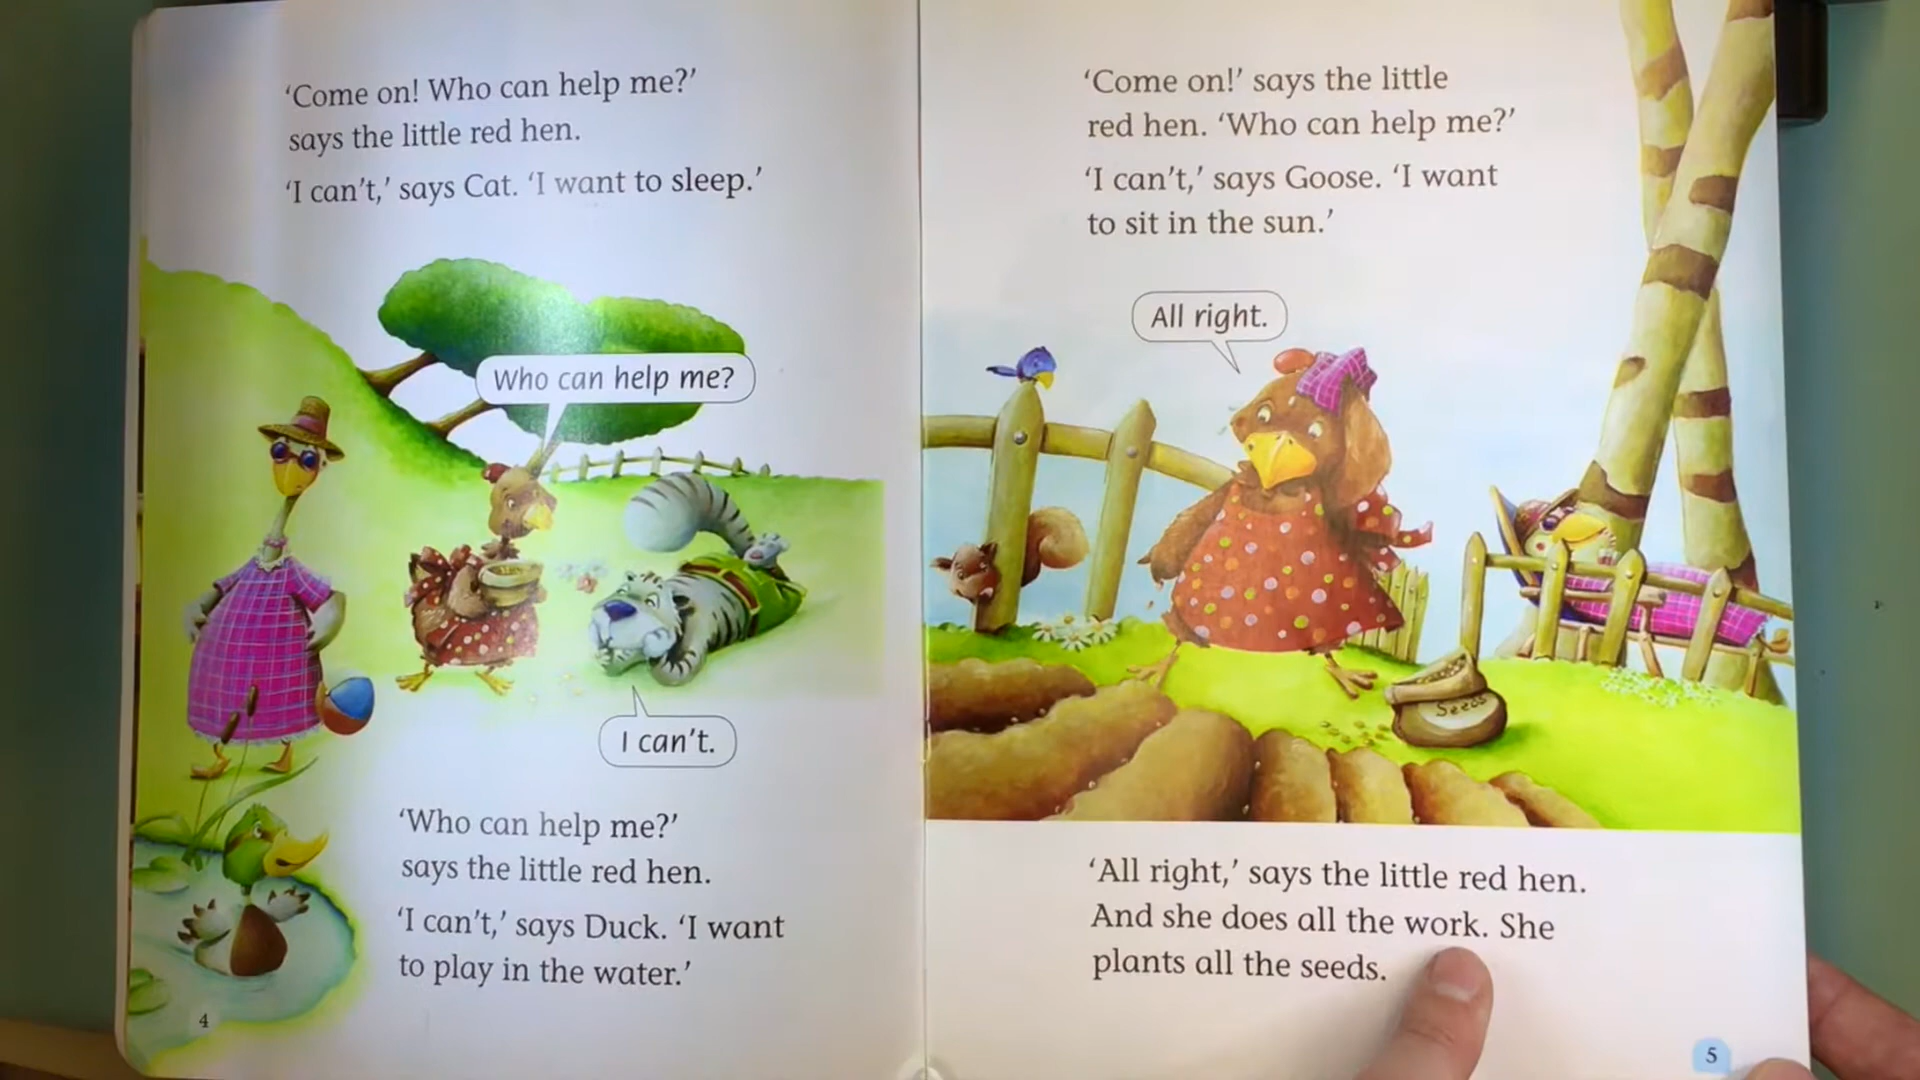 ‘Come on! Who can help me?’
says the little red hen.
‘I can’t,’ says Cat. ‘I want to sleep.’
Who can help me?
I can’t.
‘Who can help me?’
says the little red hen.
‘I can’t,’ says Duck. ‘I want
to play in the water.’
4
‘Come on!’ says the little
red hen. ‘Who can help me?’
‘I can’t,’ says Goose. ‘I want
to sit in the sun.’
All right.
Seeds
‘All right,’ says the little red hen.
And she does all the work. She
plants all the seeds.
5